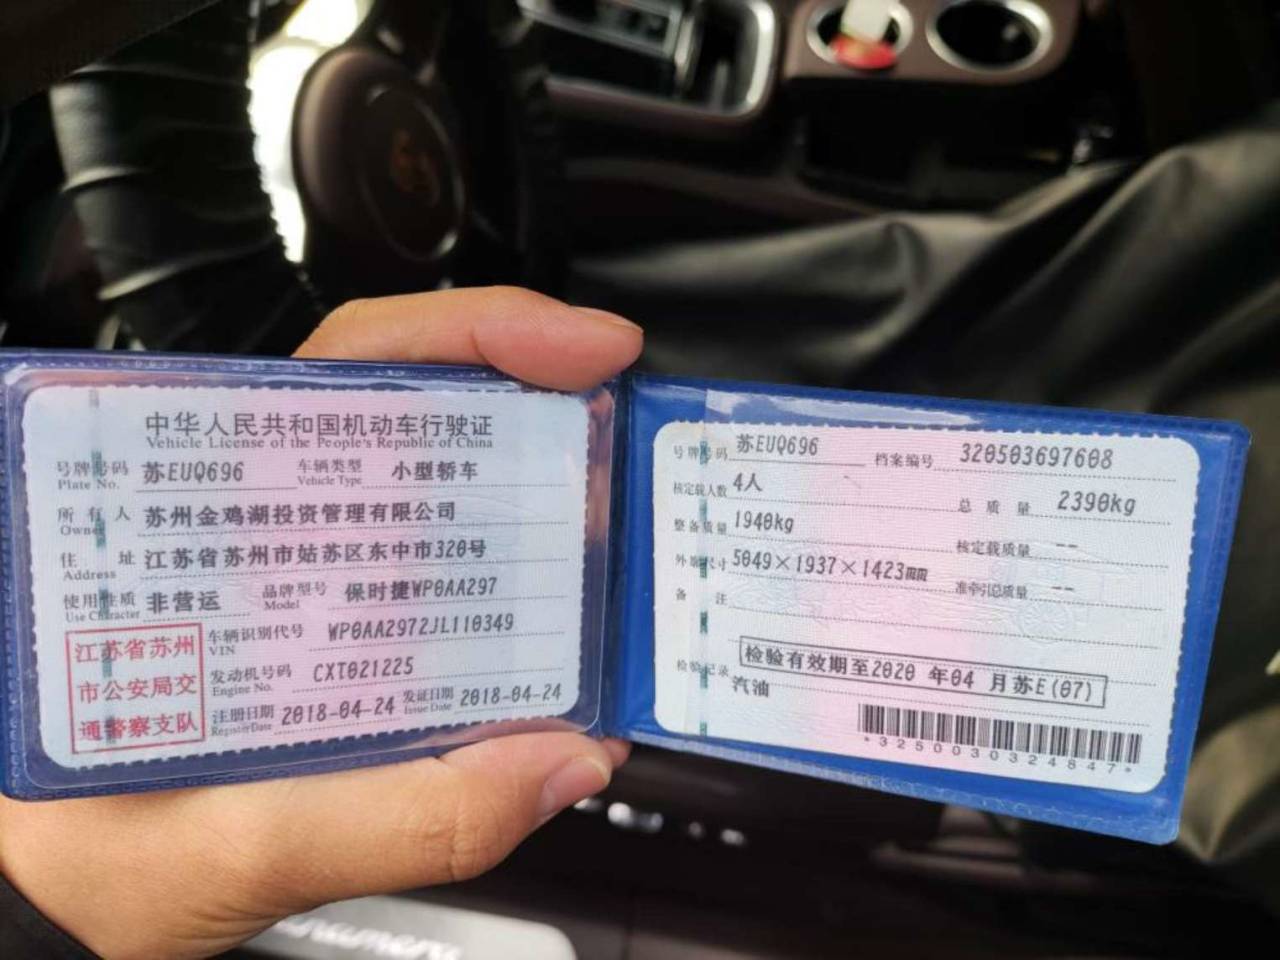 中华人民共和国机动车行驶证
Vehicle License of the People's Republic of China
号牌号码 苏EUQ696 车辆类型 小型轿车
Plate No. Vehicle Type
所有人 苏州金鸡湖投资管理有限公司
Owner
住址 江苏省苏州市姑苏区东中市320号
Address
使用性质 非营运 品牌型号 保时捷WP0AA297
Use Character Model
江苏省苏州
市公安局交
通警察支队
车辆识别代号 WP0AA2972JL110349
VIN
发动机号码 CXT021225
Engine No.
注册日期 2018-04-24 发证日期 2018-04-24
Register Date Issue Date
号牌号码 苏EUQ696 档案编号 320503697608
核定载人数 4人 总质量 2390kg
整备质量 1940kg 核定载质量 --
外廓尺寸 5049×1937×1423mm 准牵引总质量 --
备注
检验记录 检验有效期至2020 年04 月苏E(07)
汽油
*3250030324847*